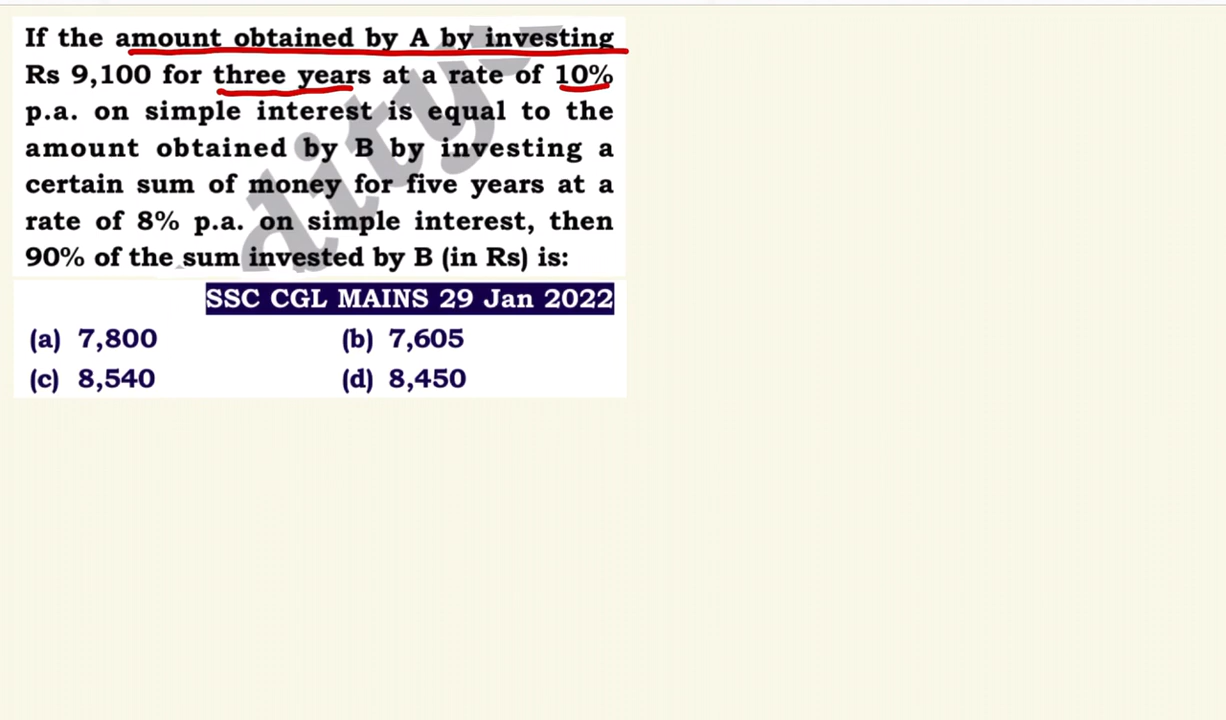 If the amount obtained by A by investing
Rs 9,100 for three years at a rate of 10%
p.a. on simple interest is equal to the
amount obtained by B by investing a
certain sum of money for five years at a
rate of 8% p.a. on simple interest, then
90% of the sum invested by B (in Rs) is:
SSC CGL MAINS 29 Jan 2022
(a) 7,800 (b) 7,605
(c) 8,540 (d) 8,450